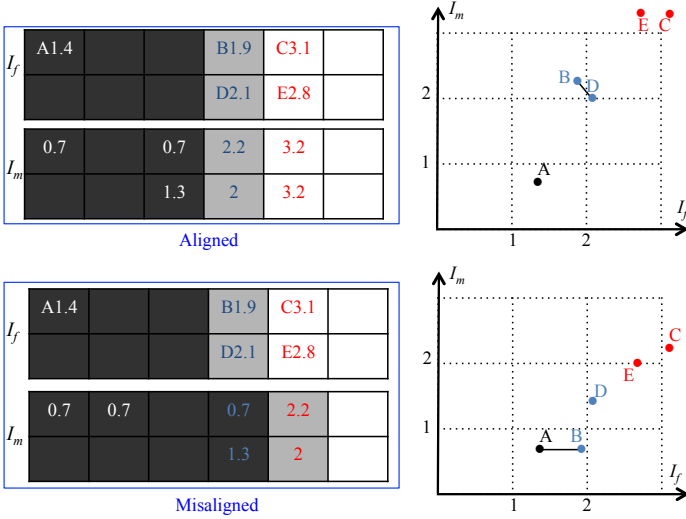 A1.4 B1.9 C3.1
I_f
D2.1 E2.8
0.7 0.7 2.2 3.2
I_m
1.3 2 3.2
Aligned
I_m
E C
B D
2
1
A
1 2
I_f
A1.4 B1.9 C3.1
I_f
D2.1 E2.8
0.7 0.7 0.7 2.2
I_m
1.3 2
Misaligned
I_m
C
2
E
D
1
A B
1 2
I_f